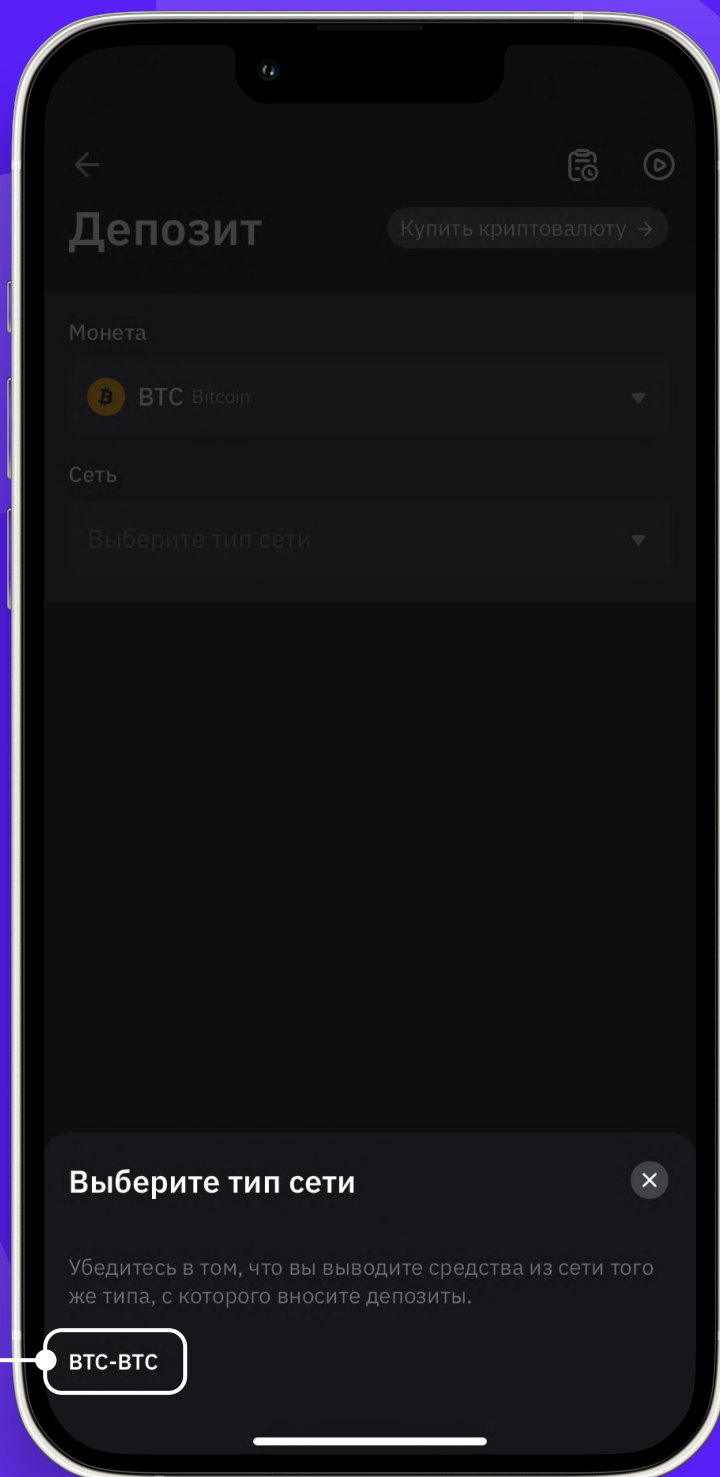 Депозит
Купить криптовалюту →
Монета
BTC Bitcoin
Сеть
Выберите тип сети
Выберите тип сети
Убедитесь в том, что вы выводите средства из сети того
же типа, с которого вносите депозиты.
BTC-BTC